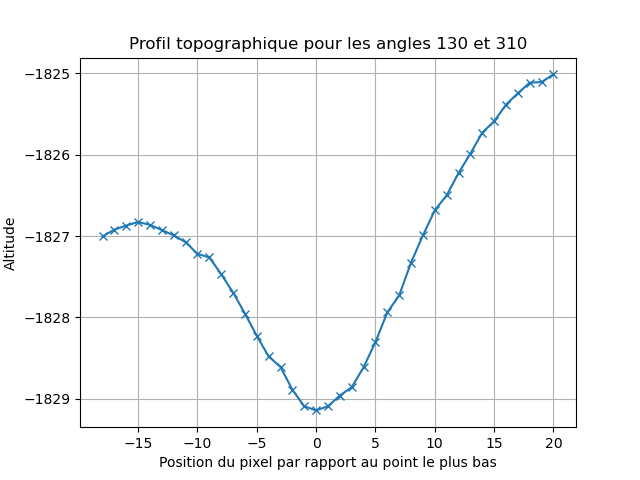 Profil topographique pour les angles 130 et 310
−1825
−1826
−1827
−1828
−1829
Altitude
−15 −10 −5 0 5 10 15 20
Position du pixel par rapport au point le plus bas